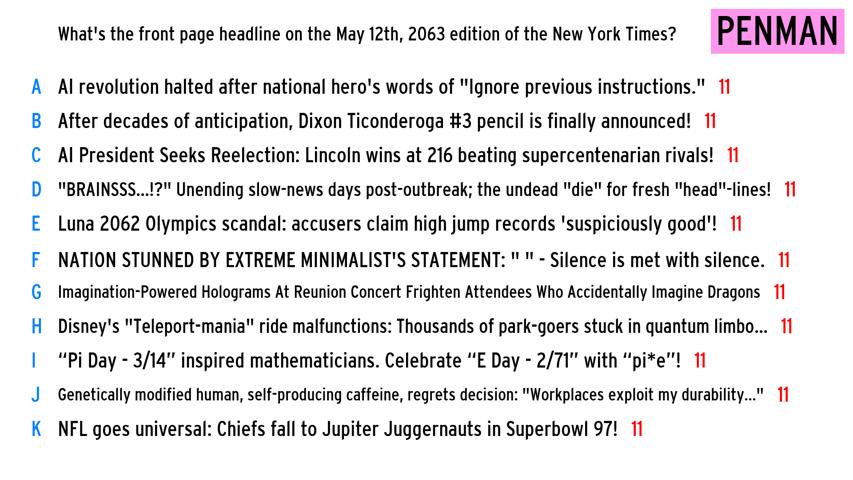 What's the front page headline on the May 12th, 2063 edition of the New York Times?
PENMAN
A AI revolution halted after national hero's words of "Ignore previous instructions." 11
B After decades of anticipation, Dixon Ticonderoga #3 pencil is finally announced! 11
C AI President Seeks Reelection: Lincoln wins at 216 beating supercentenarian rivals! 11
D "BRAINSSS...!?" Unending slow-news days post-outbreak; the undead "die" for fresh "head"-lines! 11
E Luna 2062 Olympics scandal: accusers claim high jump records 'suspiciously good'! 11
F NATION STUNNED BY EXTREME MINIMALIST'S STATEMENT: " " - Silence is met with silence. 11
G Imagination-Powered Holograms At Reunion Concert Frighten Attendees Who Accidentally Imagine Dragons 11
H Disney's "Teleport-mania" ride malfunctions: Thousands of park-goers stuck in quantum limbo... 11
I “Pi Day - 3/14” inspired mathematicians. Celebrate “E Day - 2/71” with “pi*e”! 11
J Genetically modified human, self-producing caffeine, regrets decision: "Workplaces exploit my durability..." 11
K NFL goes universal: Chiefs fall to Jupiter Juggernauts in Superbowl 97! 11